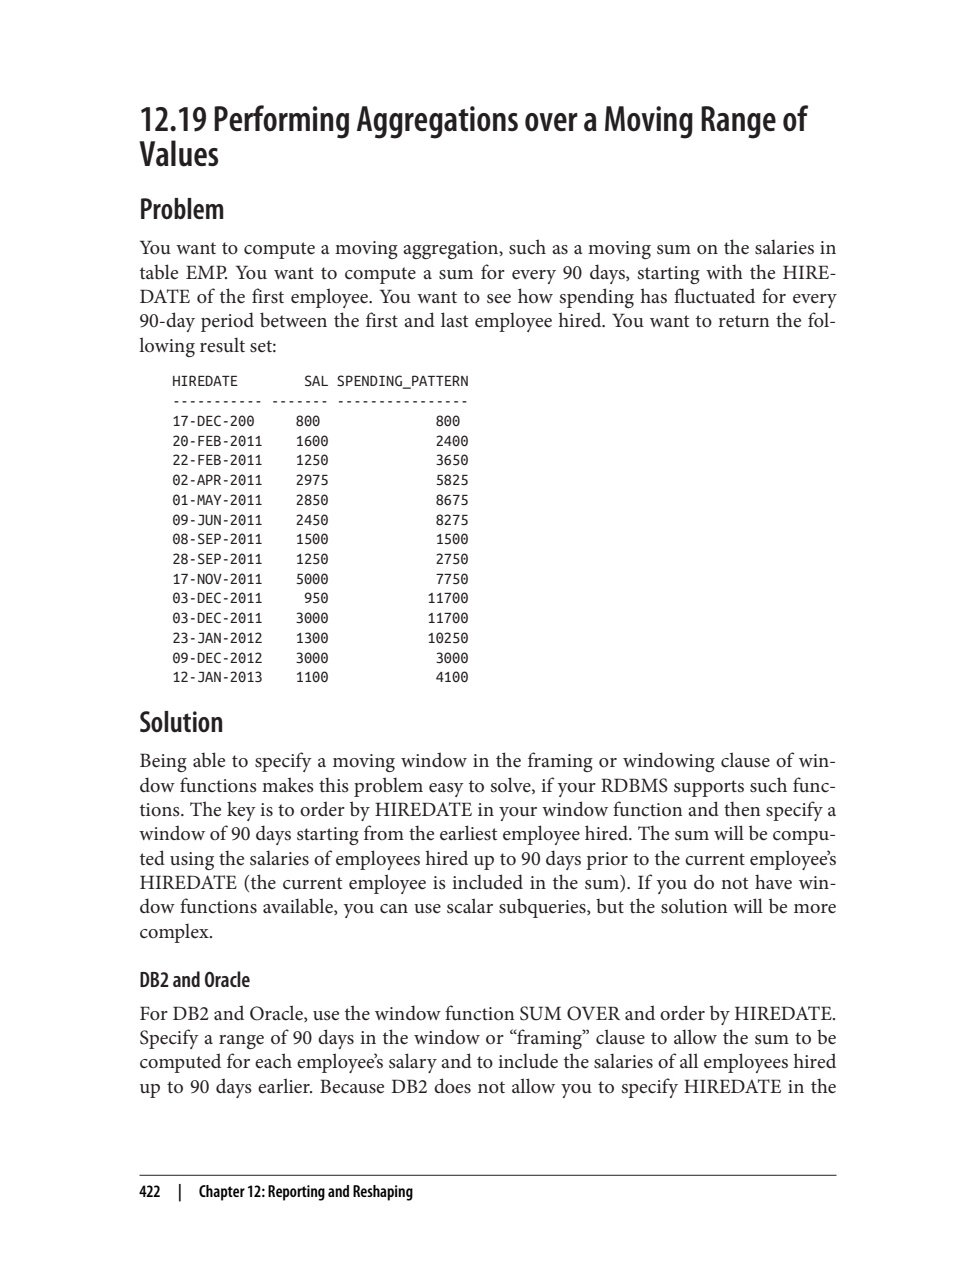 12.19 Performing Aggregations over a Moving Range of
Values
Problem
You want to compute a moving aggregation, such as a moving sum on the salaries in
table EMP. You want to compute a sum for every 90 days, starting with the HIRE-
DATE of the first employee. You want to see how spending has fluctuated for every
90-day period between the first and last employee hired. You want to return the fol-
lowing result set:
HIREDATE        SAL SPENDING_PATTERN
----------- ------- ----------------
17-DEC-200     800              800
20-FEB-2011    1600             2400
22-FEB-2011    1250             3650
02-APR-2011    2975             5825
01-MAY-2011    2850             8675
09-JUN-2011    2450             8275
08-SEP-2011    1500             1500
28-SEP-2011    1250             2750
17-NOV-2011    5000             7750
03-DEC-2011     950            11700
03-DEC-2011    3000            11700
23-JAN-2012    1300            10250
09-DEC-2012    3000             3000
12-JAN-2013    1100             4100
Solution
Being able to specify a moving window in the framing or windowing clause of win-
dow functions makes this problem easy to solve, if your RDBMS supports such func-
tions. The key is to order by HIREDATE in your window function and then specify a
window of 90 days starting from the earliest employee hired. The sum will be compu-
ted using the salaries of employees hired up to 90 days prior to the current employee’s
HIREDATE (the current employee is included in the sum). If you do not have win-
dow functions available, you can use scalar subqueries, but the solution will be more
complex.
DB2 and Oracle
For DB2 and Oracle, use the window function SUM OVER and order by HIREDATE.
Specify a range of 90 days in the window or “framing” clause to allow the sum to be
computed for each employee’s salary and to include the salaries of all employees hired
up to 90 days earlier. Because DB2 does not allow you to specify HIREDATE in the
422 | Chapter 12: Reporting and Reshaping